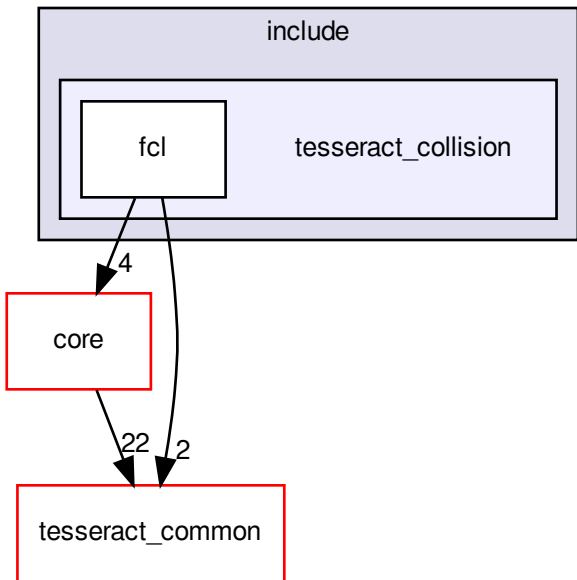 include
fcl
tesseract_collision
4
core
22
2
tesseract_common